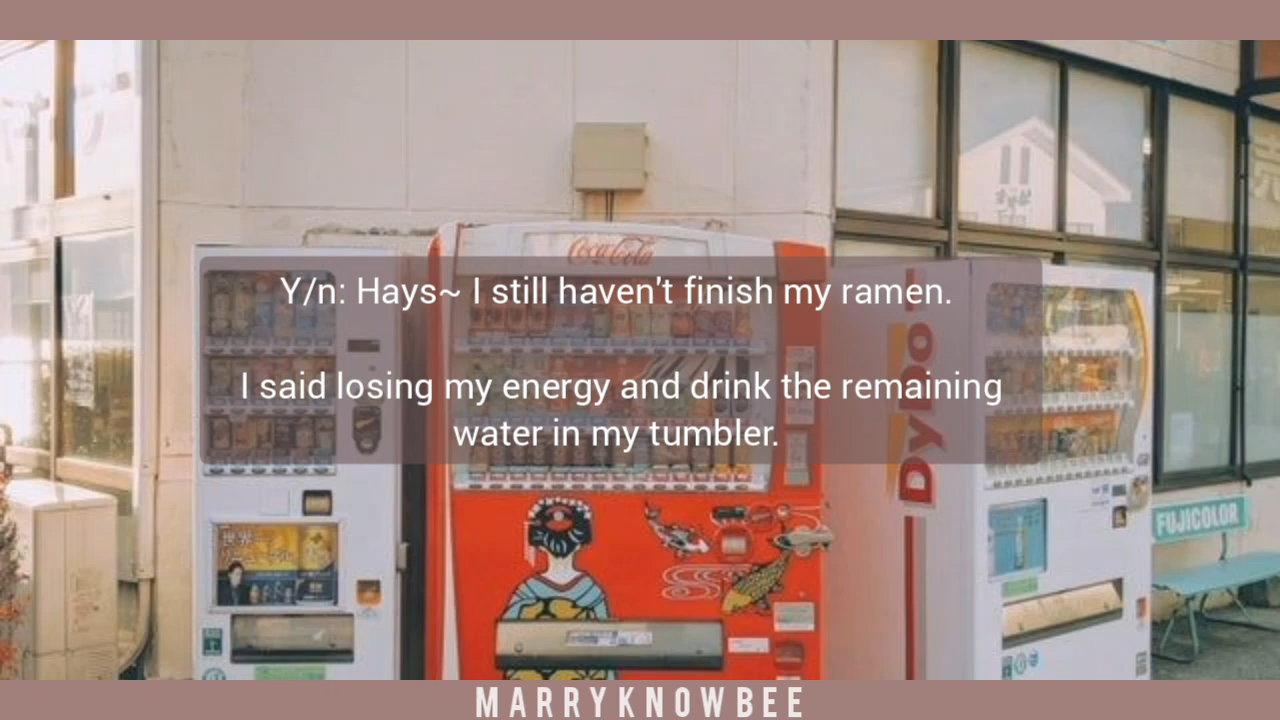 Coca-Cola
Y/n: Hays~ I still haven't finish my ramen.
I said losing my energy and drink the remaining
water in my tumbler.
DyDo
FUJICOLOR
世界一
MARRYKNOWBEE